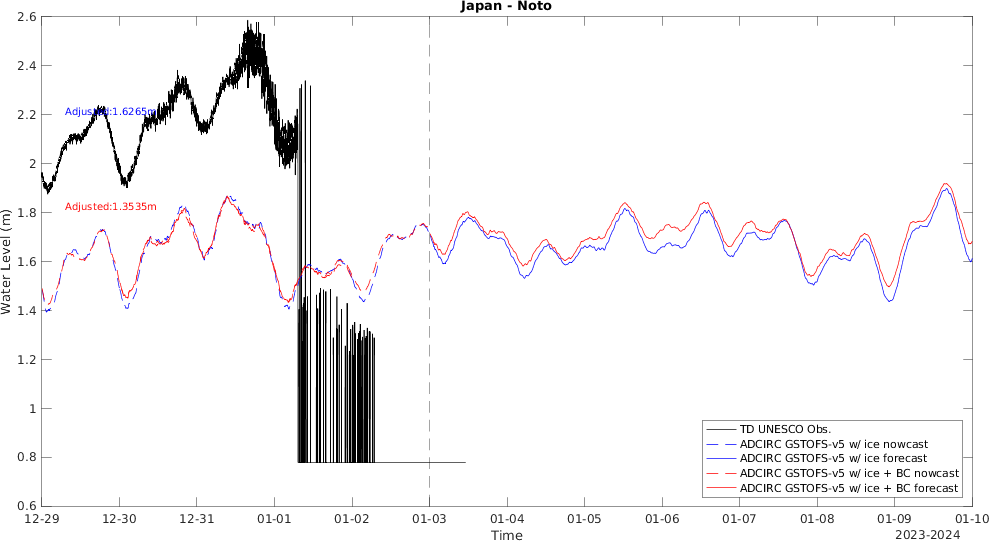 Japan - Noto
2.6
2.4
2.2
2
1.8
1.6
1.4
1.2
1
0.8
0.6
Water Level (m)
Adjusted:1.6265m
Adjusted:1.3535m
TD UNESCO Obs.
ADCIRC GSTOFS-v5 w/ ice nowcast
ADCIRC GSTOFS-v5 w/ ice forecast
ADCIRC GSTOFS-v5 w/ ice + BC nowcast
ADCIRC GSTOFS-v5 w/ ice + BC forecast
12-29 12-30 12-31 01-01 01-02 01-03 01-04 01-05 01-06 01-07 01-08 01-09 01-10
Time
2023-2024